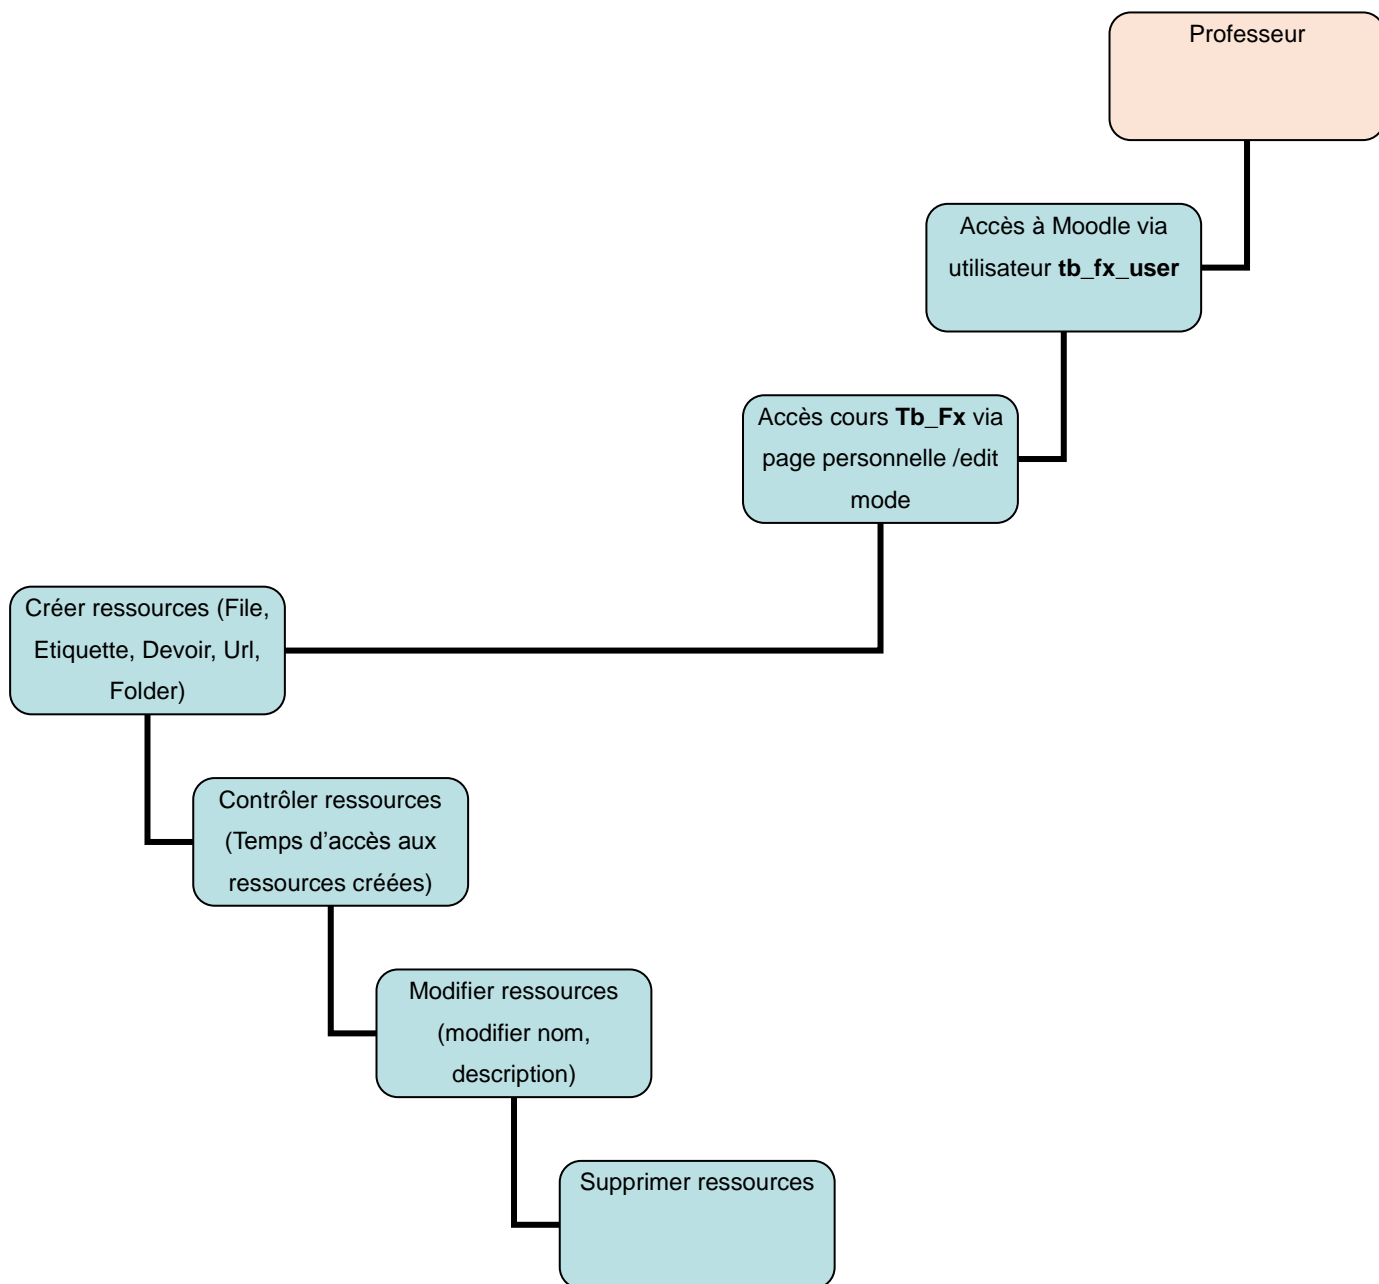 Professeur
Accès à Moodle via
utilisateur tb_fx_user
Accès cours Tb_Fx via
page personnelle /edit
mode
Créer ressources (File,
Etiquette, Devoir, Url,
Folder)
Contrôler ressources
(Temps d’accès aux
ressources créées)
Modifier ressources
(modifier nom,
description)
Supprimer ressources